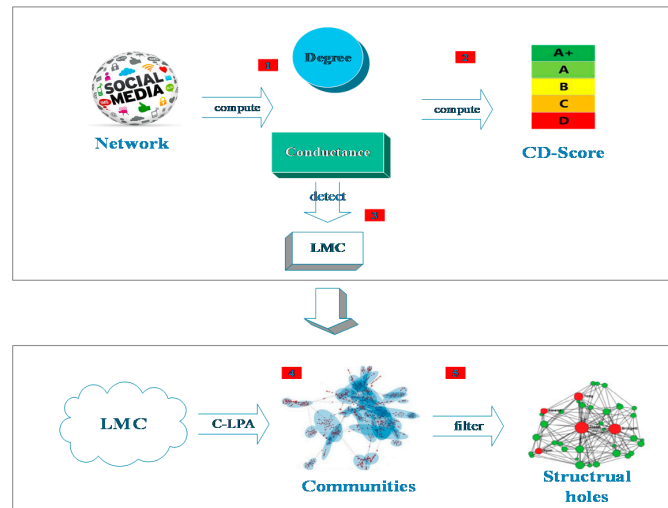 1
Degree
2
SOCIAL
MEDIA
compute
compute
A+
A
B
C
D
Network
Conductance
CD-Score
detect
3
LMC
4
5
LMC
C-LPA
filter
Communities
Structrual
holes